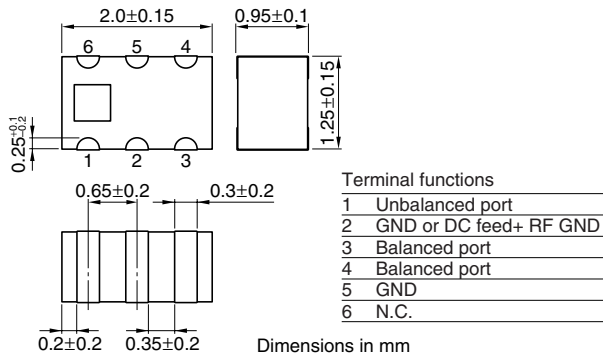 2.0±0.15
0.95±0.1
6 5 4
1.25±0.15
0.25+0.1-0.2
1 2 3
0.65±0.2
0.3±0.2
0.2±0.2
0.35±0.2
Terminal functions
1 Unbalanced port
2 GND or DC feed+ RF GND
3 Balanced port
4 Balanced port
5 GND
6 N.C.
Dimensions in mm